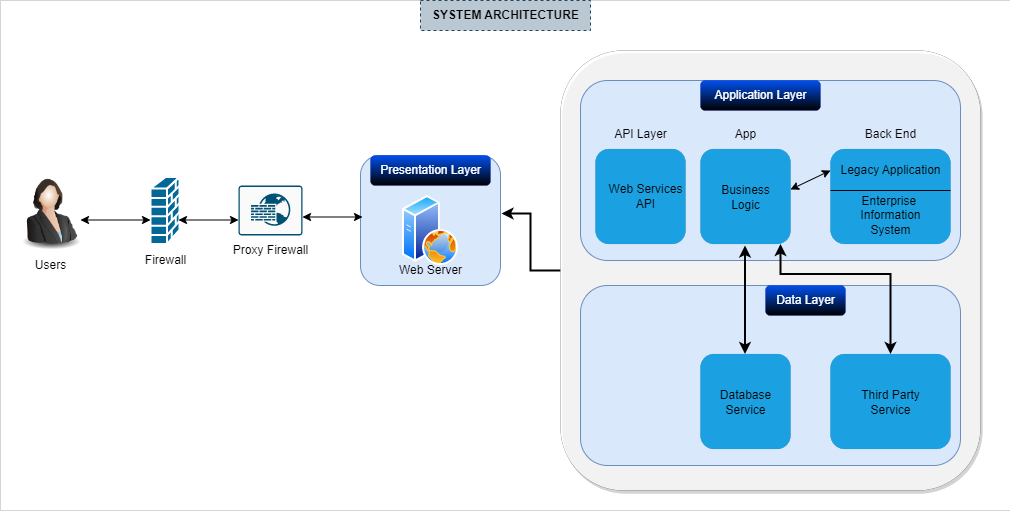 SYSTEM ARCHITECTURE
Application Layer
API Layer
App
Back End
Web Services
API
Business
Logic
Legacy Application
Enterprise
Information
System
Presentation Layer
Web Server
Users
Firewall
Proxy Firewall
Data Layer
Database
Service
Third Party
Service